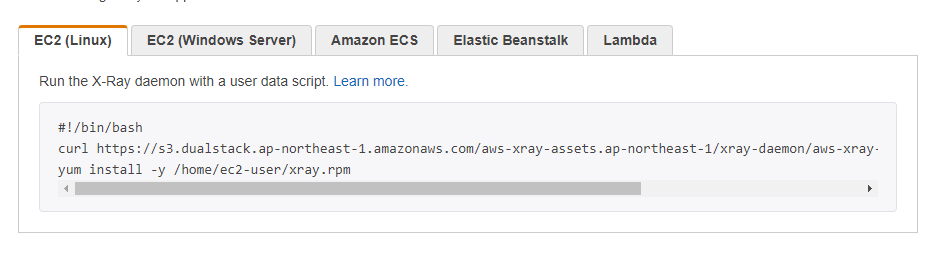 EC2 (Linux) EC2 (Windows Server) Amazon ECS Elastic Beanstalk Lambda
Run the X-Ray daemon with a user data script. Learn more.
#!/bin/bash
curl https://s3.dualstack.ap-northeast-1.amazonaws.com/aws-xray-assets.ap-northeast-1/xray-daemon/aws-xray-
yum install -y /home/ec2-user/xray.rpm